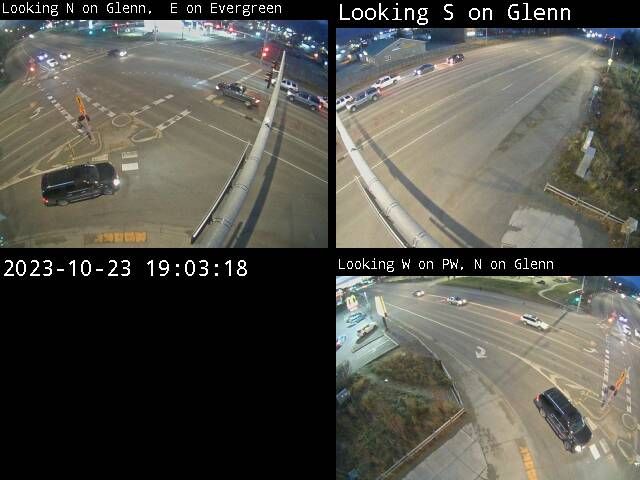 Looking N on Glenn,  E on Evergreen
Looking S on Glenn
2023-10-23 19:03:18
Looking W on PW, N on Glenn